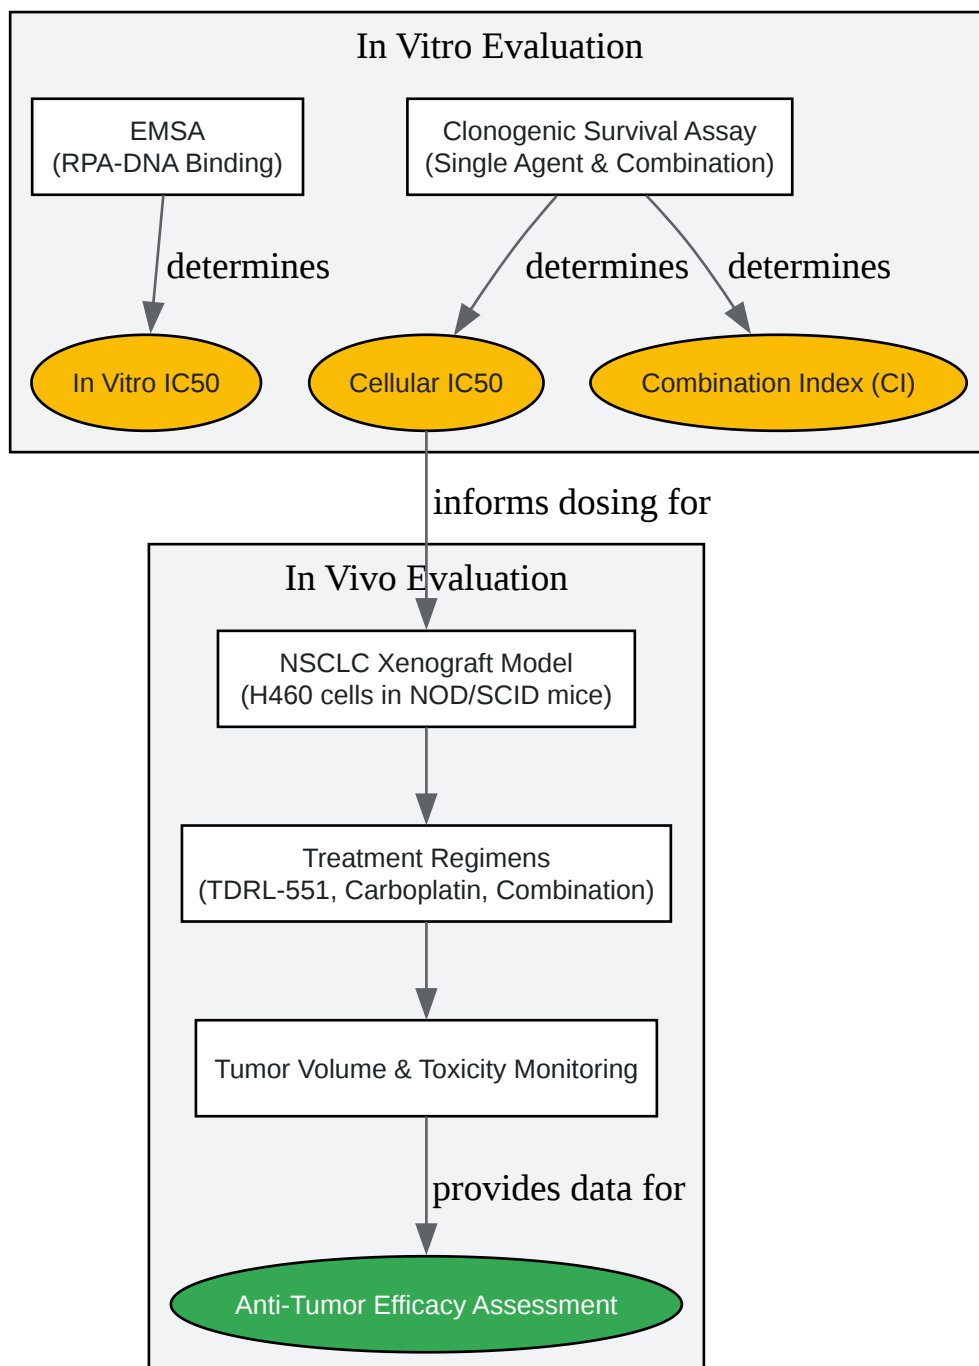 In Vitro Evaluation
EMSA
(RPA-DNA Binding)
Clonogenic Survival Assay
(Single Agent & Combination)
determines
determines
determines
In Vitro IC50
Cellular IC50
Combination Index (CI)
informs dosing for
In Vivo Evaluation
NSCLC Xenograft Model
(H460 cells in NOD/SCID mice)
Treatment Regimens
(TDRL-551, Carboplatin, Combination)
Tumor Volume & Toxicity Monitoring
provides data for
Anti-Tumor Efficacy Assessment